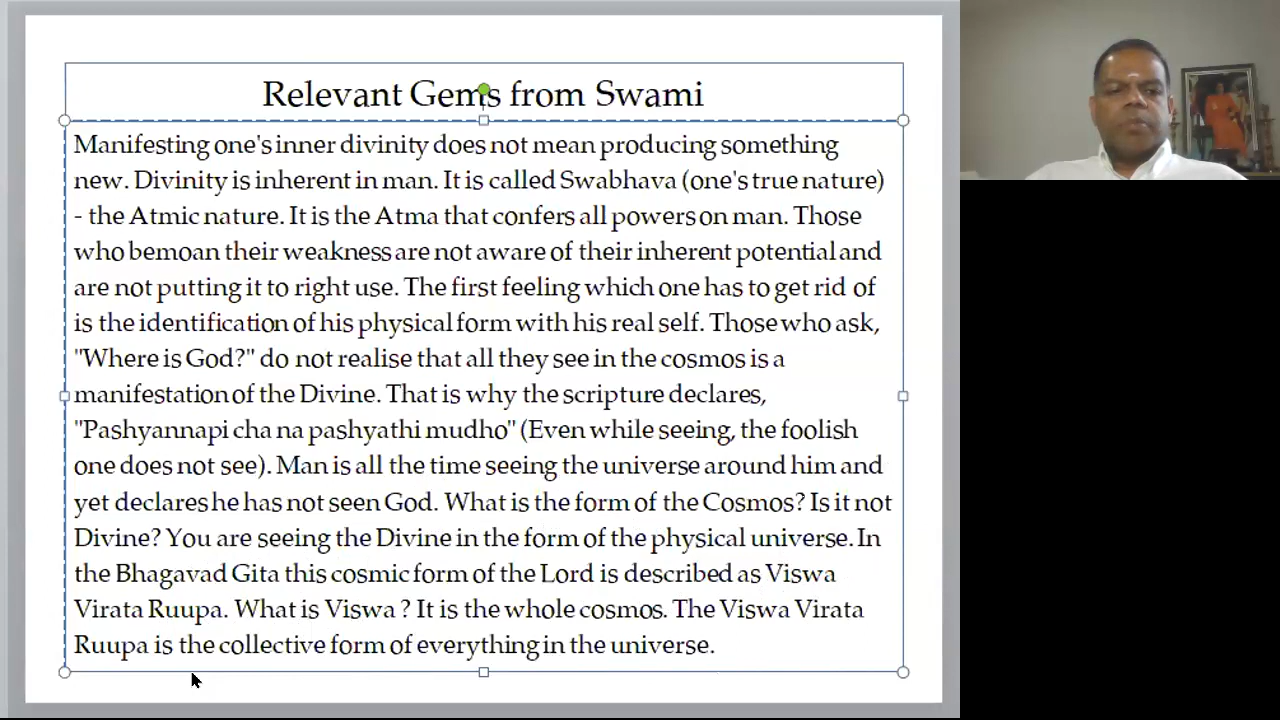 Relevant Gems from Swami
Manifesting one's inner divinity does not mean producing something
new. Divinity is inherent in man. It is called Swabhava (one's true nature)
- the Atmic nature. It is the Atma that confers all powers on man. Those
who bemoan their weakness are not aware of their inherent potential and
are not putting it to right use. The first feeling which one has to get rid of
is the identification of his physical form with his real self. Those who ask,
"Where is God?" do not realise that all they see in the cosmos is a
manifestation of the Divine. That is why the scripture declares,
"Pashyannapi cha na pashyathi mudho" (Even while seeing, the foolish
one does not see). Man is all the time seeing the universe around him and
yet declares he has not seen God. What is the form of the Cosmos? Is it not
Divine? You are seeing the Divine in the form of the physical universe. In
the Bhagavad Gita this cosmic form of the Lord is described as Viswa
Virata Ruupa. What is Viswa ? It is the whole cosmos. The Viswa Virata
Ruupa is the collective form of everything in the universe.